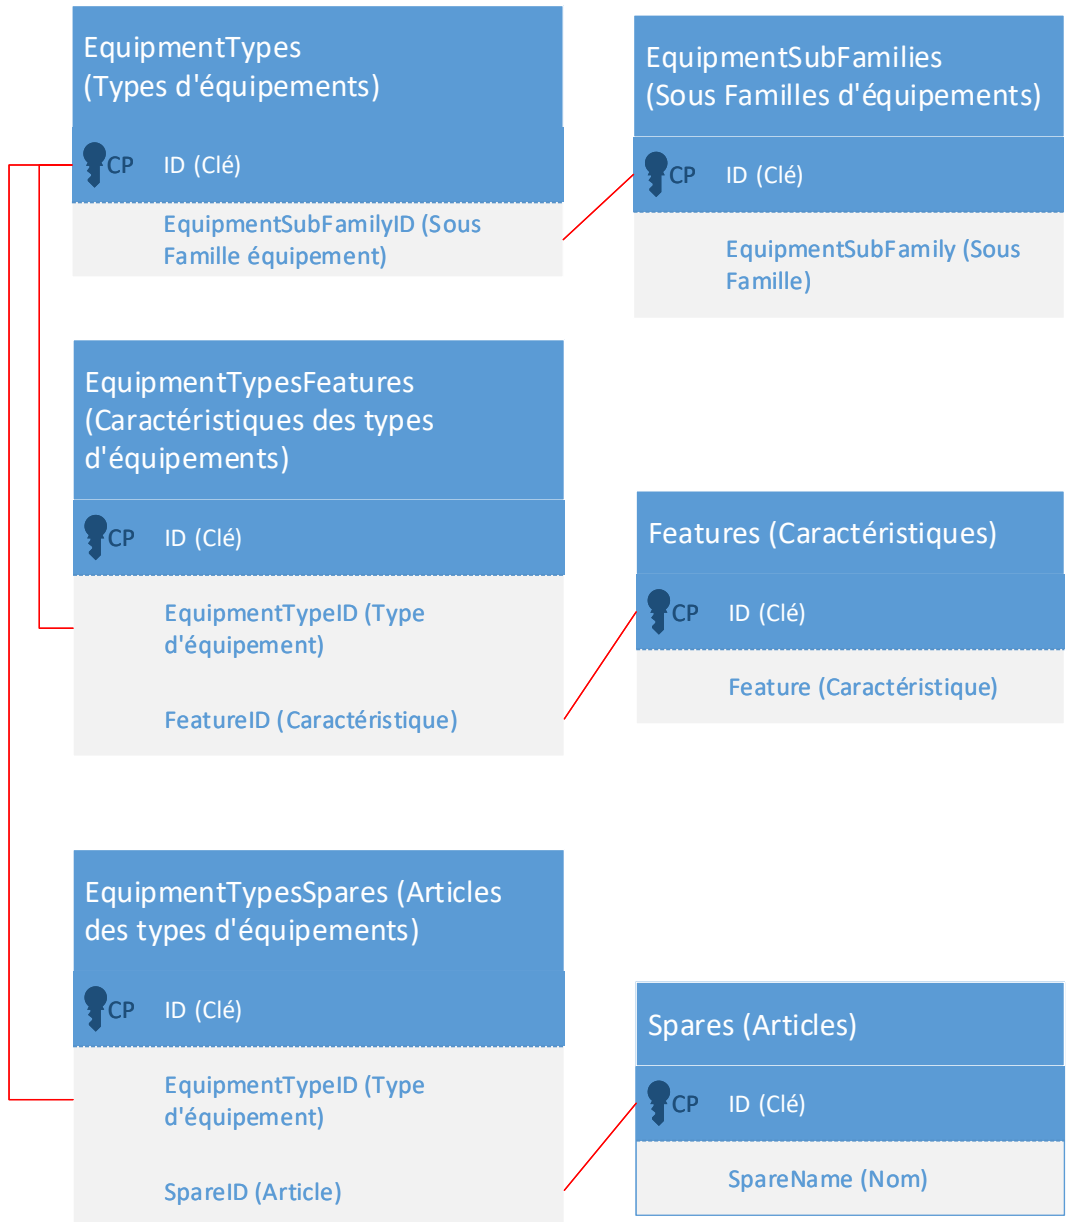 EquipmentTypes
(Types d'équipements)
CP ID (Clé)
EquipmentSubFamilyID (Sous
Famille équipement)
EquipmentSubFamilies
(Sous Familles d'équipements)
CP ID (Clé)
EquipmentSubFamily (Sous
Famille)
EquipmentTypesFeatures
(Caractéristiques des types
d'équipements)
CP ID (Clé)
EquipmentTypeID (Type
d'équipement)
FeatureID (Caractéristique)
Features (Caractéristiques)
CP ID (Clé)
Feature (Caractéristique)
EquipmentTypesSpares (Articles
des types d'équipements)
CP ID (Clé)
EquipmentTypeID (Type
d'équipement)
SpareID (Article)
Spares (Articles)
CP ID (Clé)
SpareName (Nom)